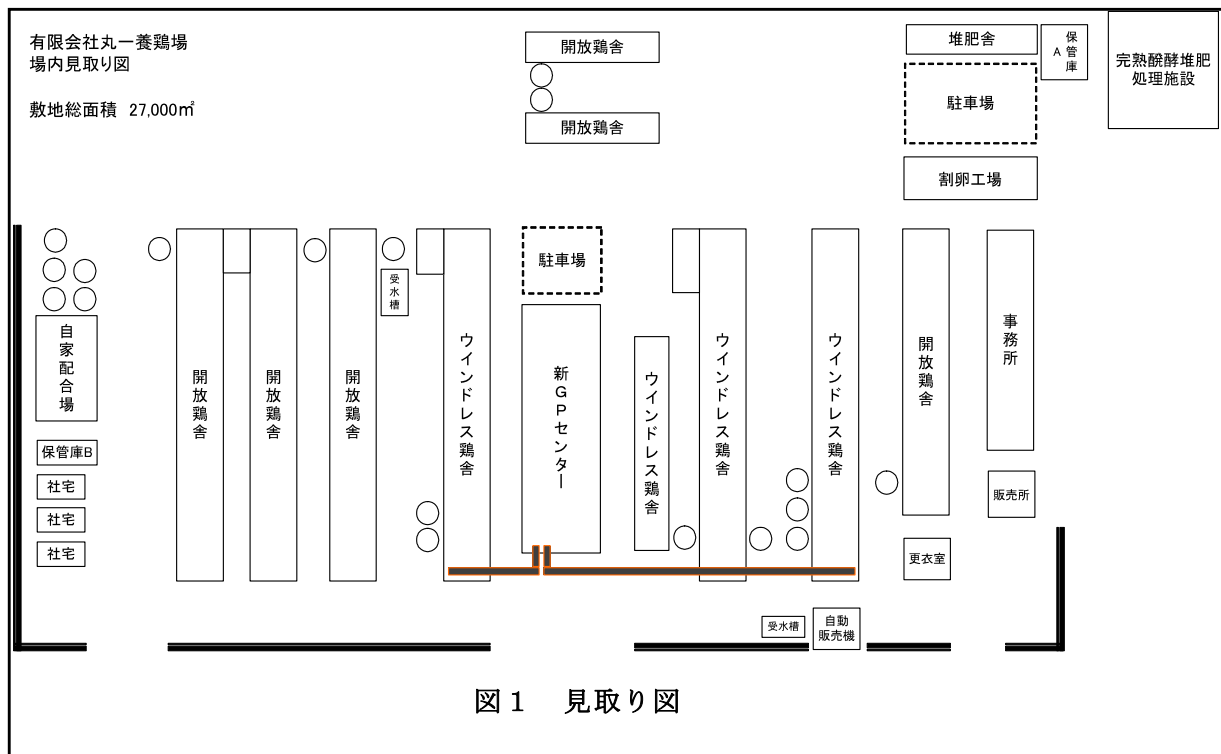 有限会社丸一養鶏場
場内見取り図
敷地総面積 27,000㎡
開放鶏舎
開放鶏舎
堆肥舎
保管庫
A
完熟醗酵堆肥
処理施設
駐車場
割卵工場
駐車場
受水槽
自家配合場
開放鶏舎
開放鶏舎
開放鶏舎
ウインドレス鶏舎
新GPセンター
ウインドレス鶏舎
ウインドレス鶏舎
ウインドレス鶏舎
開放鶏舎
事務所
保管庫B
社宅
社宅
社宅
販売所
更衣室
受水槽
自動
販売機
図1 見取り図